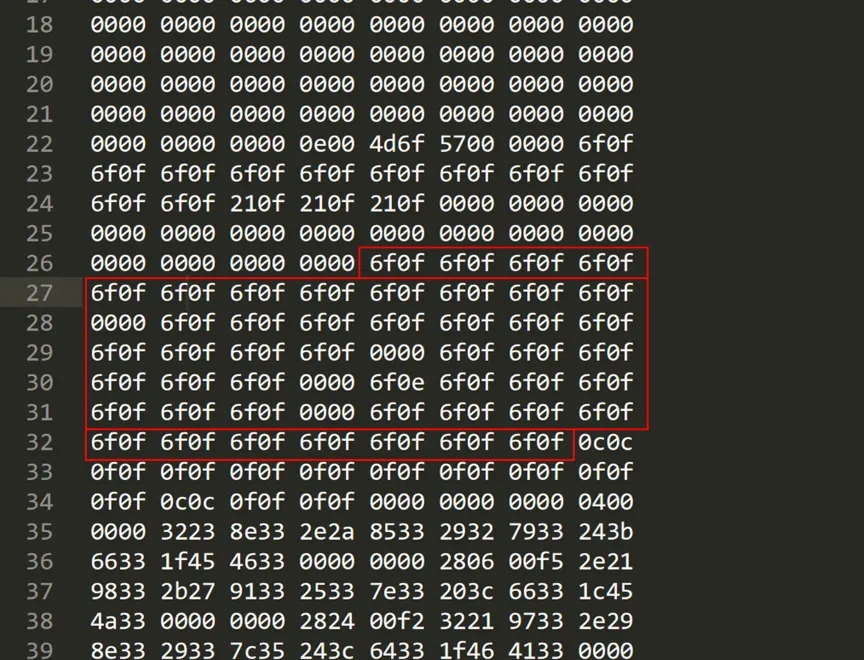 17 0000 0000 0000 0000 0000 0000 0000 0000
18 0000 0000 0000 0000 0000 0000 0000 0000
19 0000 0000 0000 0000 0000 0000 0000 0000
20 0000 0000 0000 0000 0000 0000 0000 0000
21 0000 0000 0000 0000 0000 0000 0000 0000
22 0000 0000 0000 0e00 4d6f 5700 0000 6f0f
23 6f0f 6f0f 6f0f 6f0f 6f0f 6f0f 6f0f 6f0f
24 6f0f 6f0f 210f 210f 210f 0000 0000 0000
25 0000 0000 0000 0000 0000 0000 0000 0000
26 0000 0000 0000 0000 6f0f 6f0f 6f0f 6f0f
27 6f0f 6f0f 6f0f 6f0f 6f0f 6f0f 6f0f 6f0f
28 0000 6f0f 6f0f 6f0f 6f0f 6f0f 6f0f 6f0f
29 6f0f 6f0f 6f0f 6f0f 0000 6f0f 6f0f 6f0f
30 6f0f 6f0f 6f0f 0000 6f0e 6f0f 6f0f 6f0f
31 6f0f 6f0f 6f0f 0000 6f0f 6f0f 6f0f 6f0f
32 6f0f 6f0f 6f0f 6f0f 6f0f 6f0f 6f0f 0c0c
33 0f0f 0f0f 0f0f 0f0f 0f0f 0f0f 0f0f 0f0f
34 0f0f 0c0c 0f0f 0f0f 0000 0000 0000 0400
35 0000 3223 8e33 2e2a 8533 2932 7933 243b
36 6633 1f45 4633 0000 0000 2806 00f5 2e21
37 9833 2b27 9133 2533 7e33 203c 6633 1c45
38 4a33 0000 0000 2824 00f2 3221 9733 2e29
39 8e33 2933 7c35 243c 6433 1f46 4133 0000